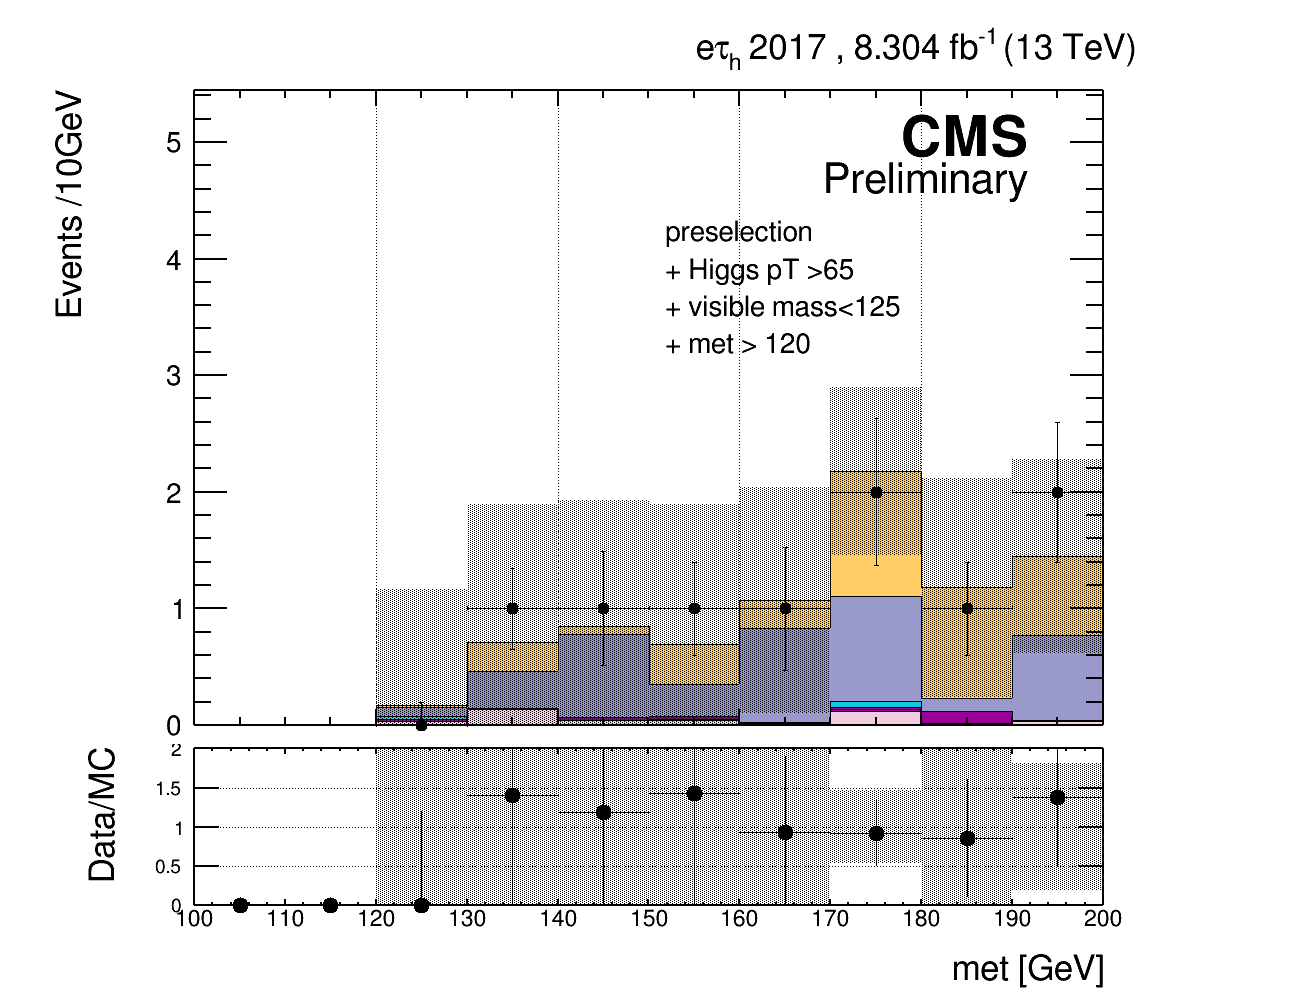 eτh 2017 , 8.304 fb-1 (13 TeV)
Events /10GeV
CMS
Preliminary
preselection
+ Higgs pT >65
+ visible mass<125
+ met > 120
5
4
3
2
1
0
Data/MC
2
1.5
1
0.5
0
100 110 120 130 140 150 160 170 180 190 200
met [GeV]